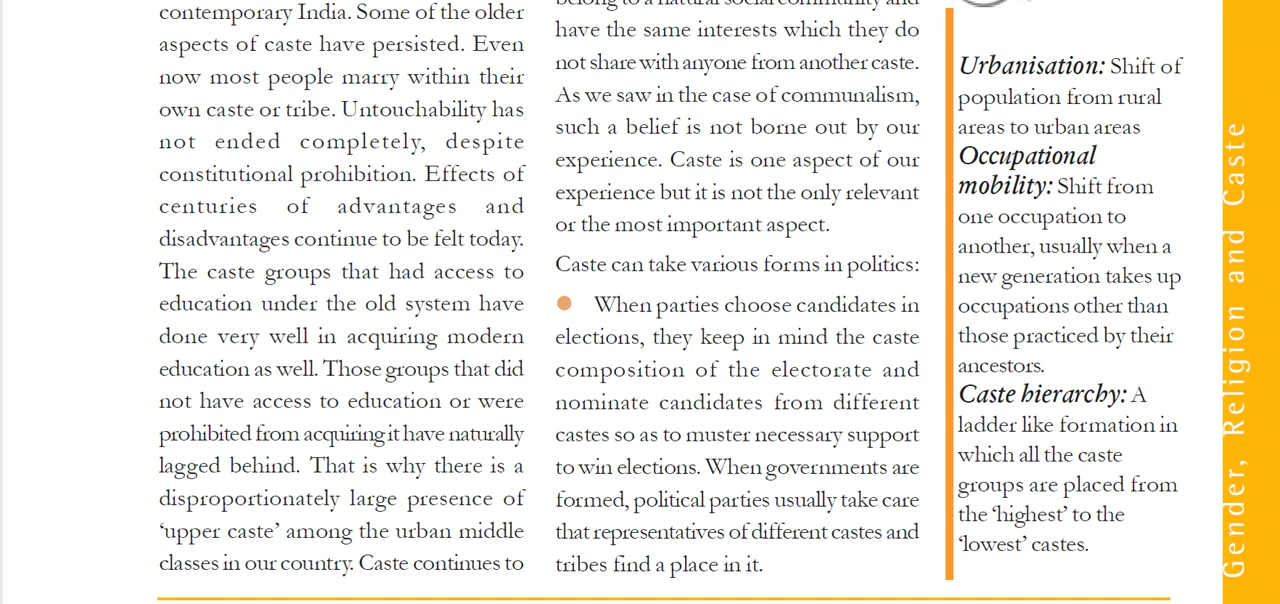 contemporary India. Some of the older
aspects of caste have persisted. Even
now most people marry within their
own caste or tribe. Untouchability has
not ended completely, despite
constitutional prohibition. Effects of
centuries of advantages and
disadvantages continue to be felt today.
The caste groups that had access to
education under the old system have
done very well in acquiring modern
education as well. Those groups that did
not have access to education or were
prohibited from acquiring it have naturally
lagged behind. That is why there is a
disproportionately large presence of
‘upper caste’ among the urban middle
classes in our country. Caste continues to
belong to a natural social community and
have the same interests which they do
not share with anyone from another caste.
As we saw in the case of communalism,
such a belief is not borne out by our
experience. Caste is one aspect of our
experience but it is not the only relevant
or the most important aspect.
Caste can take various forms in politics:
● When parties choose candidates in
elections, they keep in mind the caste
composition of the electorate and
nominate candidates from different
castes so as to muster necessary support
to win elections. When governments are
formed, political parties usually take care
that representatives of different castes and
tribes find a place in it.
Urbanisation: Shift of
population from rural
areas to urban areas
Occupational
mobility: Shift from
one occupation to
another, usually when a
new generation takes up
occupations other than
those practiced by their
ancestors.
Caste hierarchy: A
ladder like formation in
which all the caste
groups are placed from
the ‘highest’ to the
‘lowest’ castes.
Gender, Religion and Caste